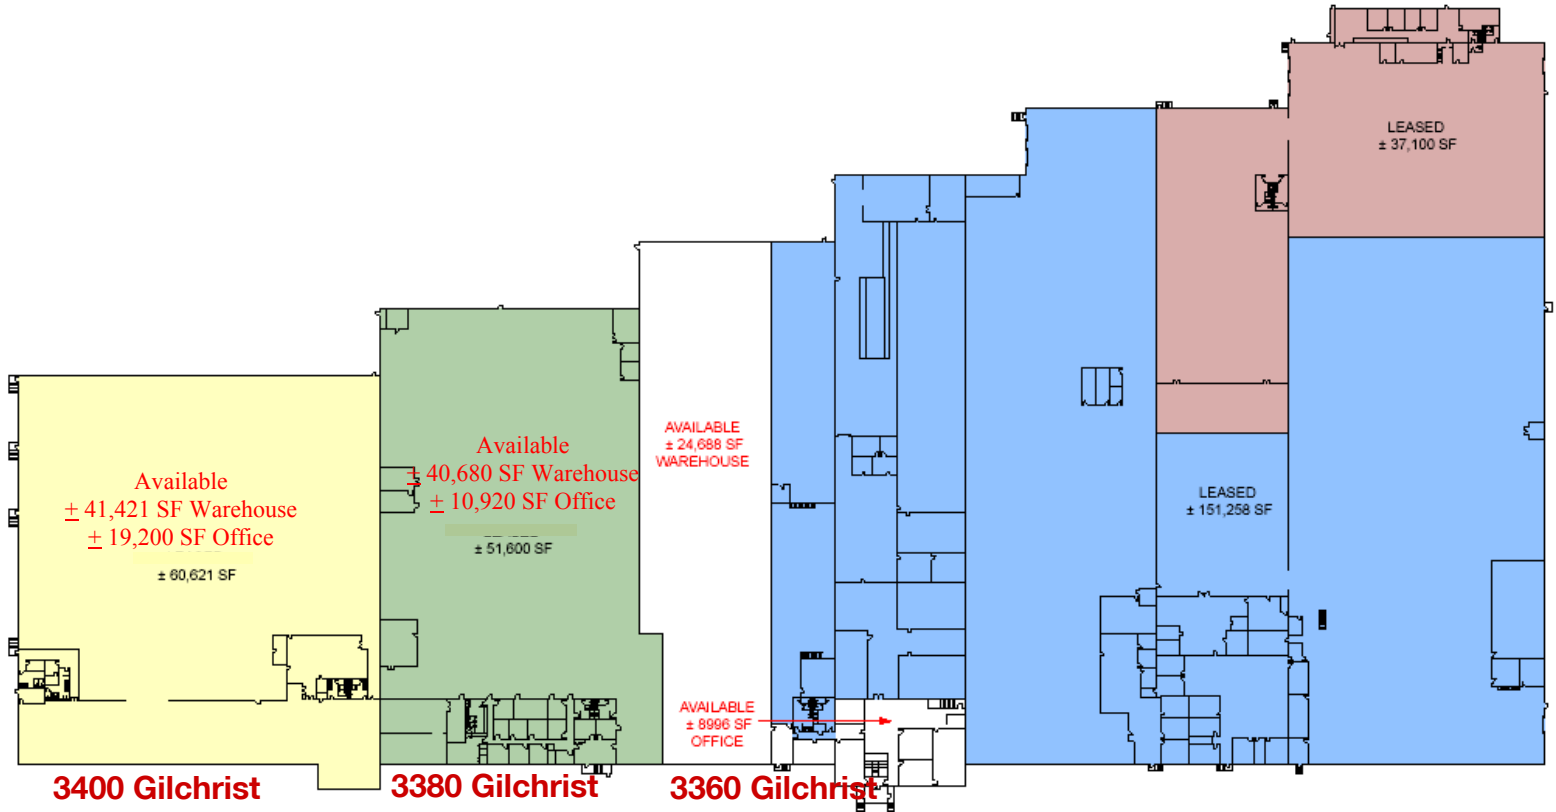 LEASED
± 37,100 SF
AVAILABLE
± 24,688 SF
WAREHOUSE
Available
± 40,680 SF Warehouse
± 10,920 SF Office
± 51,600 SF
Available
± 41,421 SF Warehouse
± 19,200 SF Office
± 60,621 SF
LEASED
± 151,258 SF
AVAILABLE
± 8996 SF
OFFICE
3400 Gilchrist
3380 Gilchrist
3360 Gilchrist